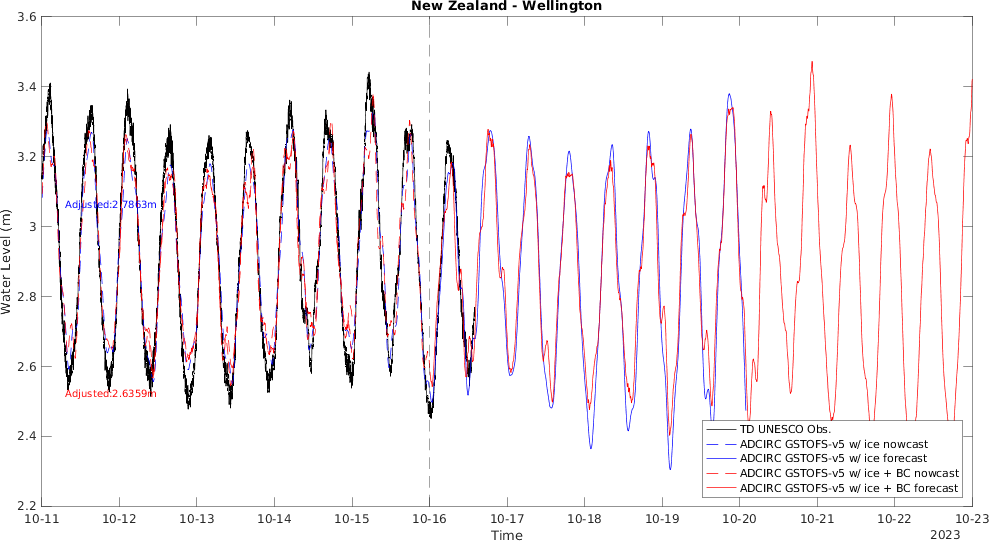 New Zealand - Wellington
3.6
3.4
3.2
3
2.8
2.6
2.4
2.2
Water Level (m)
Adjusted:2.7863m
Adjusted:2.6359m
TD UNESCO Obs.
ADCIRC GSTOFS-v5 w/ ice nowcast
ADCIRC GSTOFS-v5 w/ ice forecast
ADCIRC GSTOFS-v5 w/ ice + BC nowcast
ADCIRC GSTOFS-v5 w/ ice + BC forecast
10-11 10-12 10-13 10-14 10-15 10-16 10-17 10-18 10-19 10-20 10-21 10-22 10-23
Time
2023